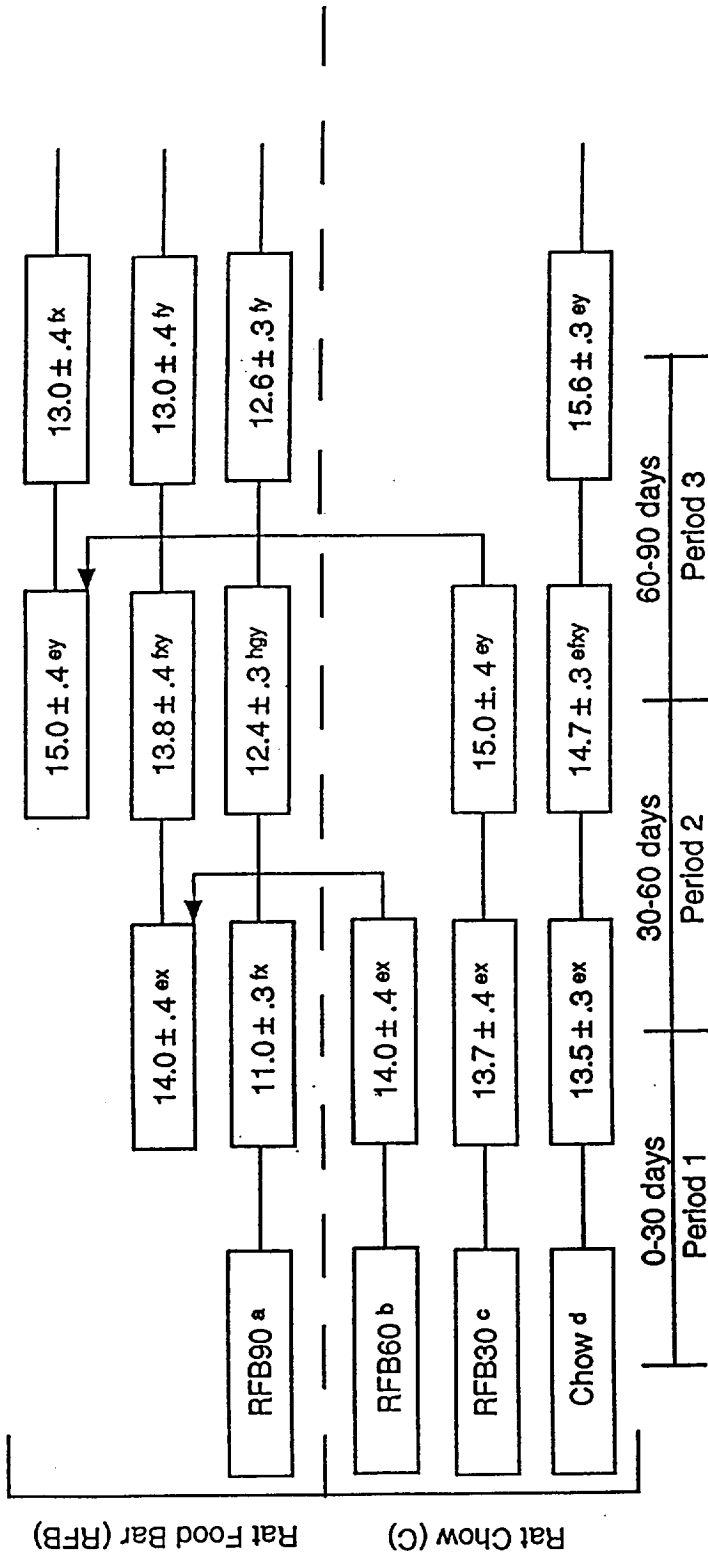 Rat Food Bar (RFB)
Rat Chow (C)
15.0 ± .4 ey
13.0 ± .4 fx
14.0 ± .4 ex
13.8 ± .4 fxy
13.0 ± .4 fy
RFB90 a
11.0 ± .3 fx
12.4 ± .3 hgy
12.6 ± .3 fy
RFB60 b
14.0 ± .4 ex
RFB30 c
13.7 ± .4 ex
15.0 ± .4 ey
Chow d
13.5 ± .3 ex
14.7 ± .3 efxy
15.6 ± .3 ey
0-30 days
30-60 days
60-90 days
Period 1
Period 2
Period 3